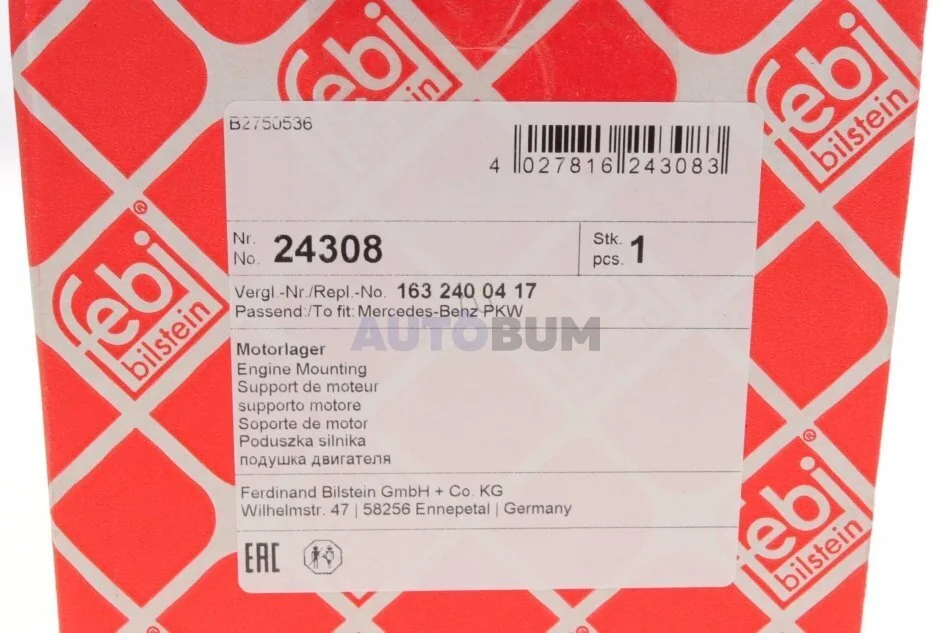 febi
bilstein
febi
bilstein
B2750536
4 027816 243083
Nr.
No. 24308
Stk.
pcs. 1
Vergl.-Nr./Repl.-No. 163 240 04 17
Passend:/To fit: Mercedes-Benz PKW
AUTOBUM
Motorlager
Engine Mounting
Support de moteur
supporto motore
Soporte de motor
Poduszka silnika
подушка двигателя
Ferdinand Bilstein GmbH + Co. KG
Wilhelmstr. 47 | 58256 Ennepetal | Germany
EAC
febi®
bilstein
febi®
bilstein